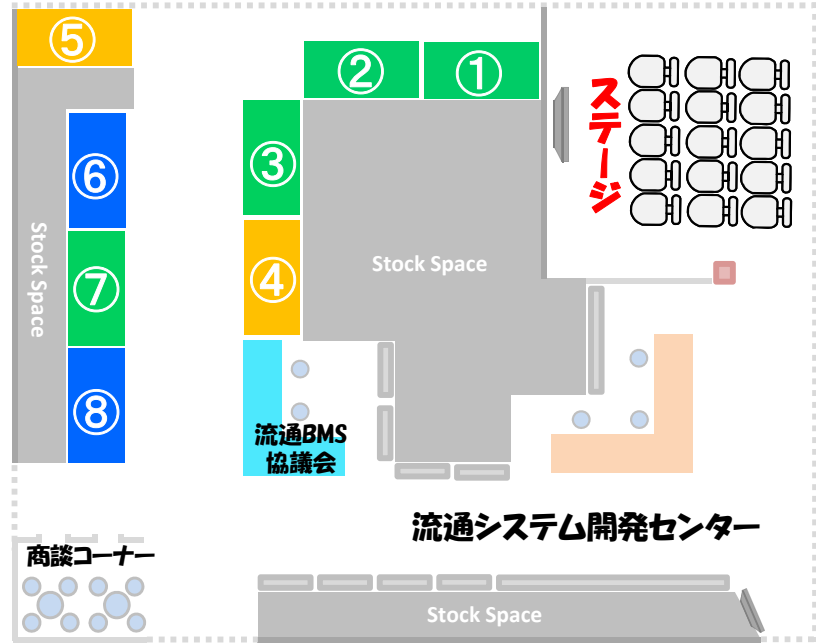 ⑤
②
①
ステージ
⑥
③
Stock Space
⑦
④
Stock Space
⑧
流通BMS
協議会
流通システム開発センター
商談コーナー
Stock Space